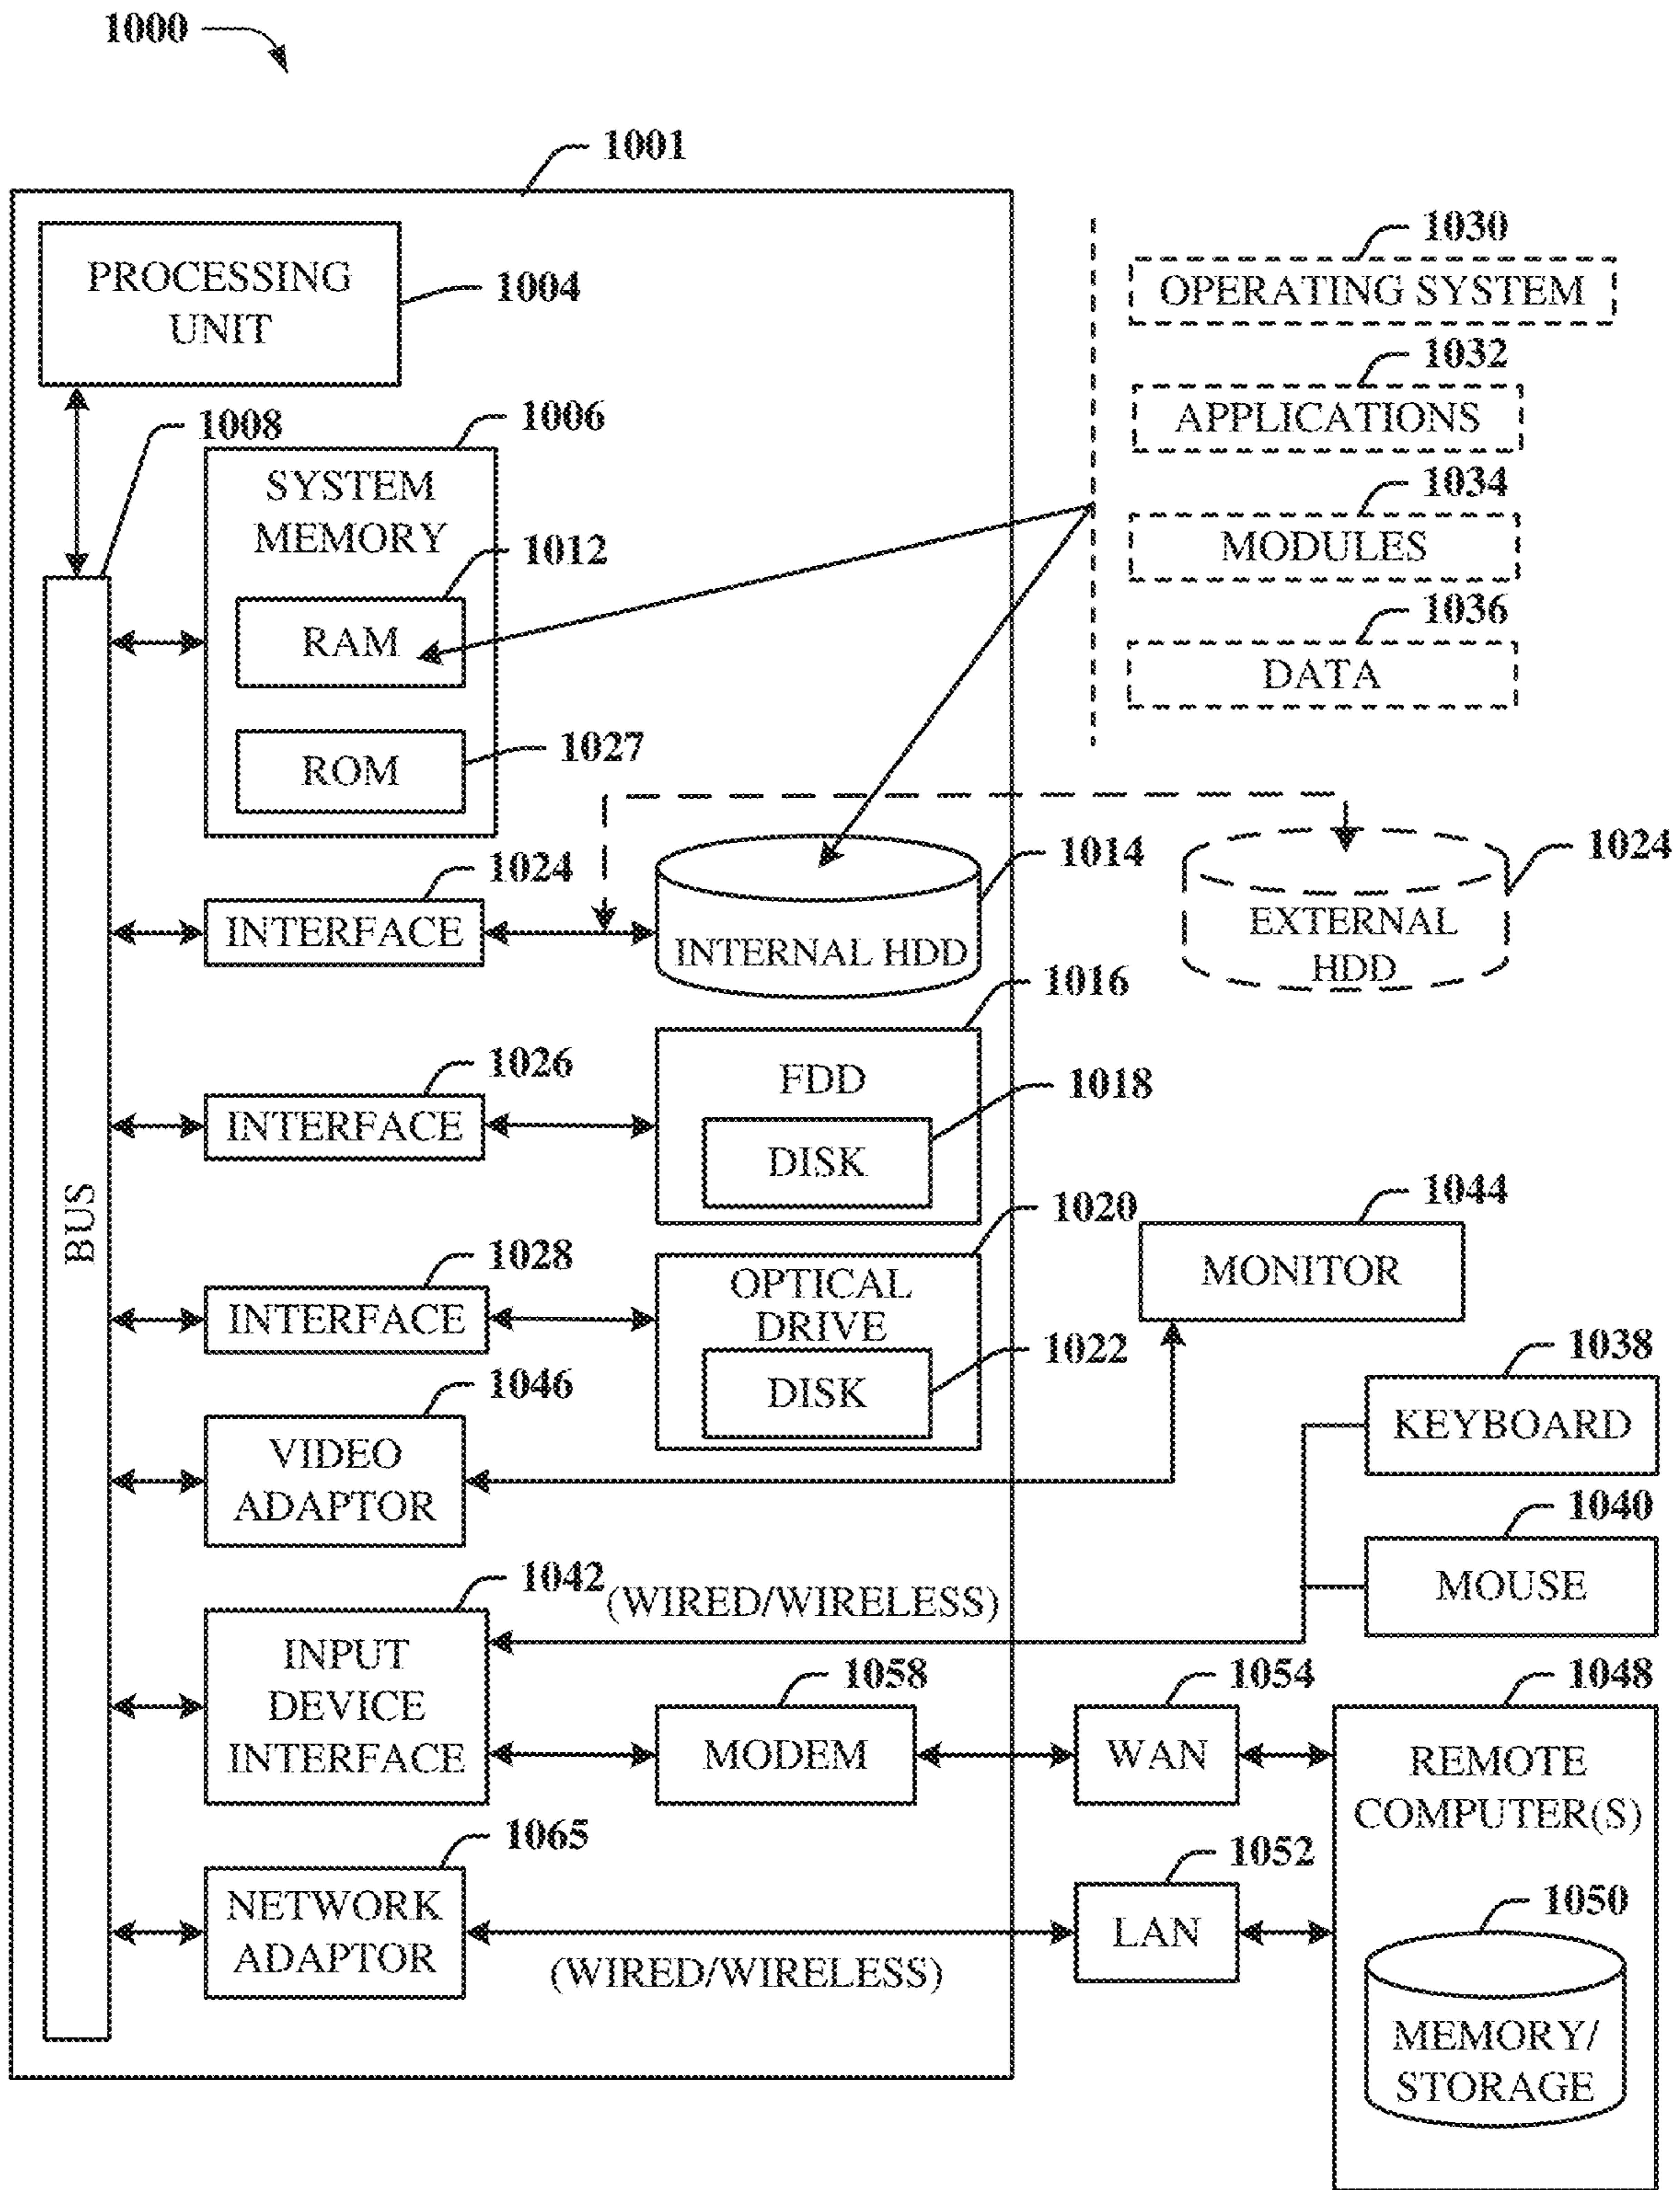 1000
1001
PROCESSING
UNIT
1004
1030
OPERATING SYSTEM
1032
APPLICATIONS
1034
MODULES
1036
DATA
1008
1006
SYSTEM
MEMORY
1012
RAM
1027
ROM
BUS
1024
INTERFACE
1014
INTERNAL HDD
1024
EXTERNAL
HDD
1026
INTERFACE
1016
FDD
1018
DISK
1028
INTERFACE
1020
OPTICAL
DRIVE
1022
DISK
1044
MONITOR
1046
VIDEO
ADAPTOR
1038
KEYBOARD
1040
MOUSE
1042
(WIRED/WIRELESS)
INPUT
DEVICE
INTERFACE
1058
MODEM
1054
WAN
1048
REMOTE
COMPUTER(S)
1065
NETWORK
ADAPTOR
(WIRED/WIRELESS)
1052
LAN
1050
MEMORY/
STORAGE